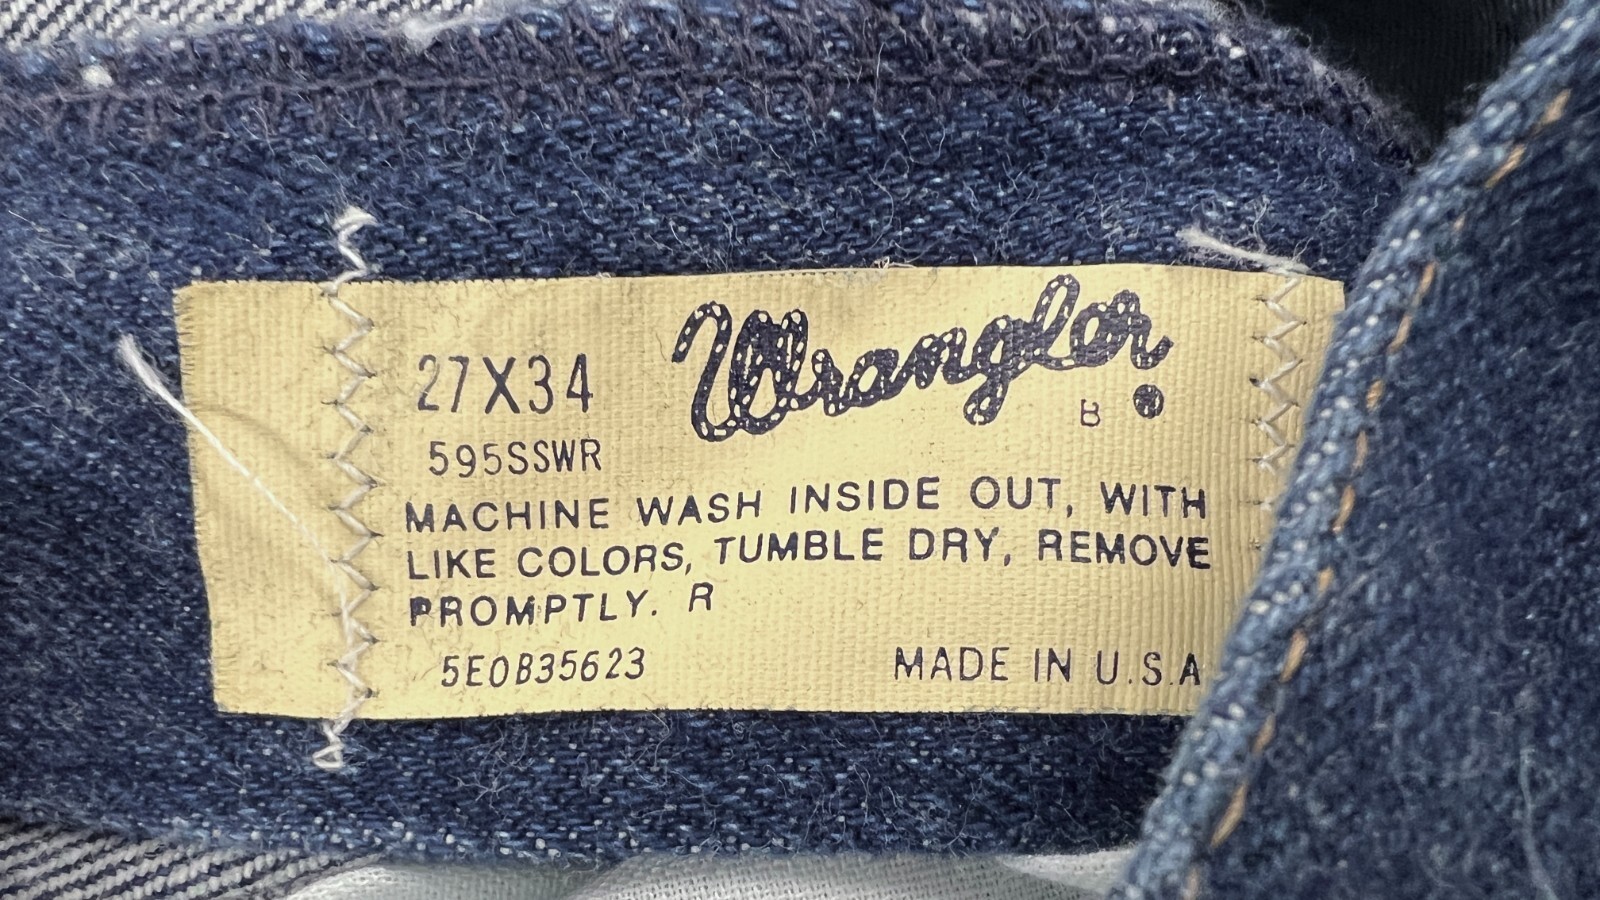 Wrangler
27X34
B
595SSWR
MACHINE WASH INSIDE OUT, WITH
LIKE COLORS, TUMBLE DRY, REMOVE
PROMPTLY. R
5E0B35623 MADE IN U.S.A